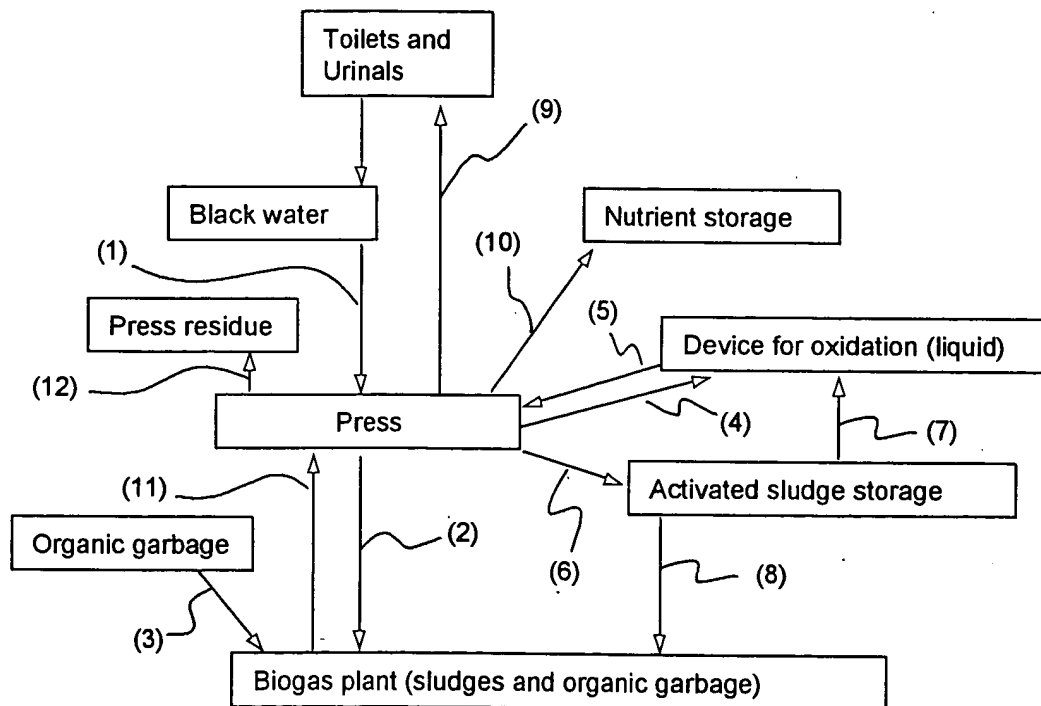 Toilets and
Urinals
(9)
Black water
Nutrient storage
(1)
(10)
Press residue
(5)
Device for oxidation (liquid)
(12)
Press
(4)
(7)
(11)
Activated sludge storage
Organic garbage
(2)
(6)
(8)
(3)
Biogas plant (sludges and organic garbage)